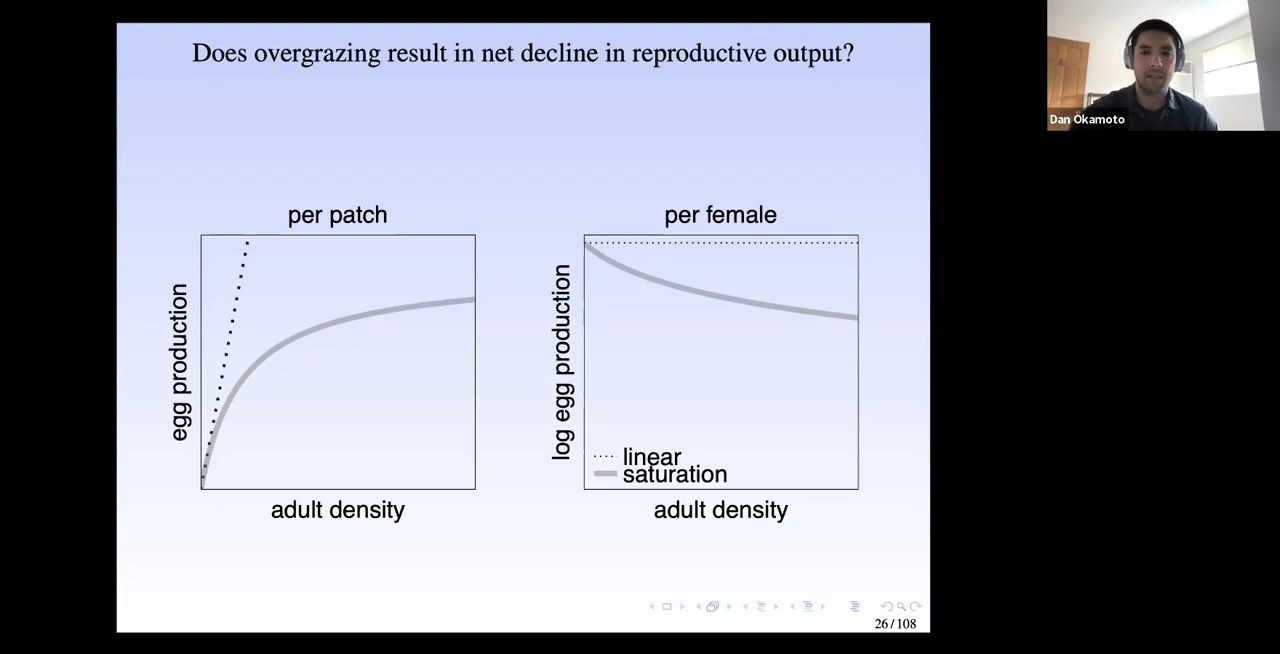 Does overgrazing result in net decline in reproductive output?
per patch
egg production
adult density
per female
log egg production
linear
saturation
adult density
26 / 108
Dan Okamoto